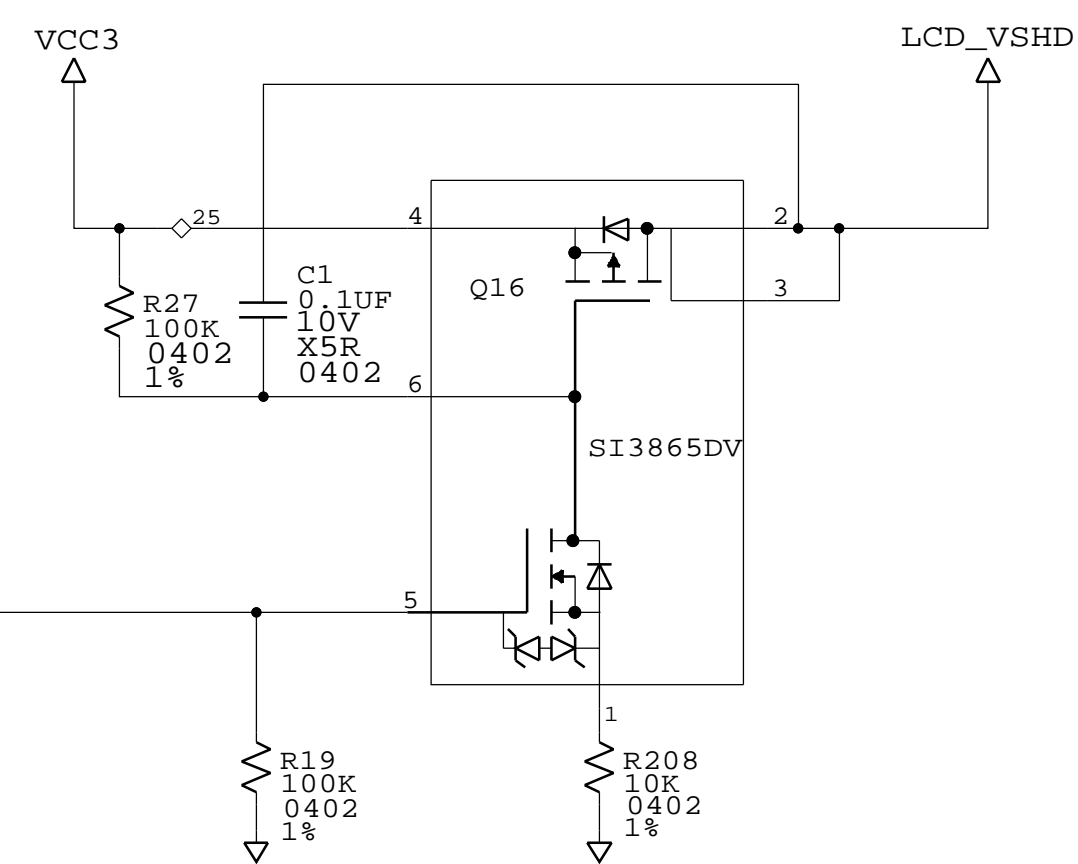 VCC3
LCD_VSHD
25
4
2
3
Q16
C1
0.1UF
10V
X5R
0402
R27
100K
0402
1%
6
SI3865DV
5
1
R19
100K
0402
1%
R208
10K
0402
1%